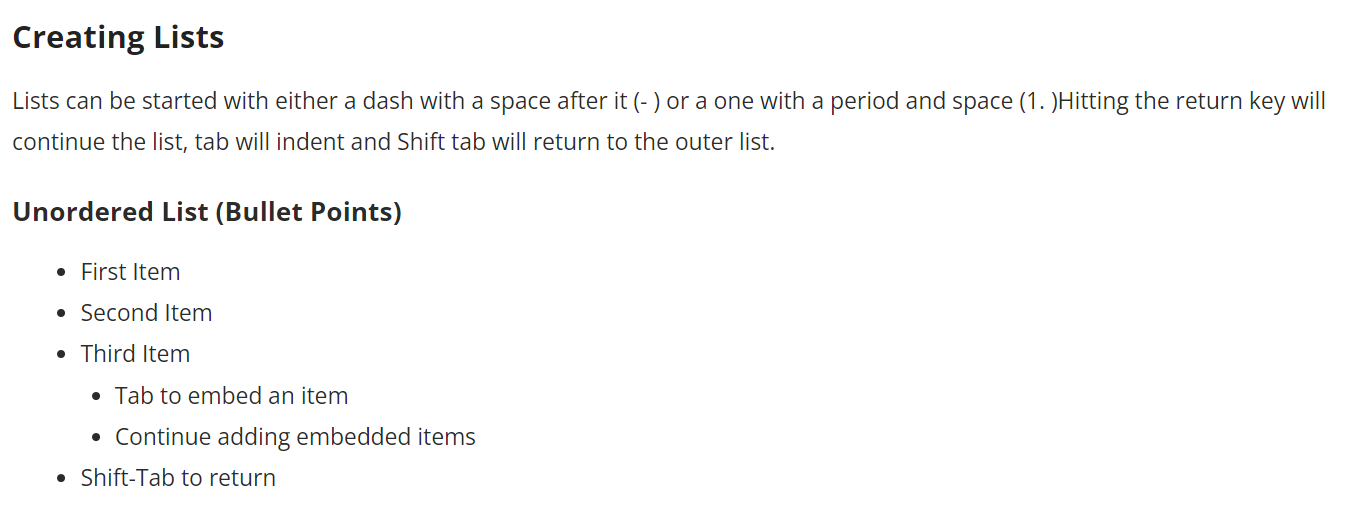 Creating Lists
Lists can be started with either a dash with a space after it (- ) or a one with a period and space (1. )Hitting the return key will
continue the list, tab will indent and Shift tab will return to the outer list.
Unordered List (Bullet Points)
• First Item
• Second Item
• Third Item
• Tab to embed an item
• Continue adding embedded items
• Shift-Tab to return